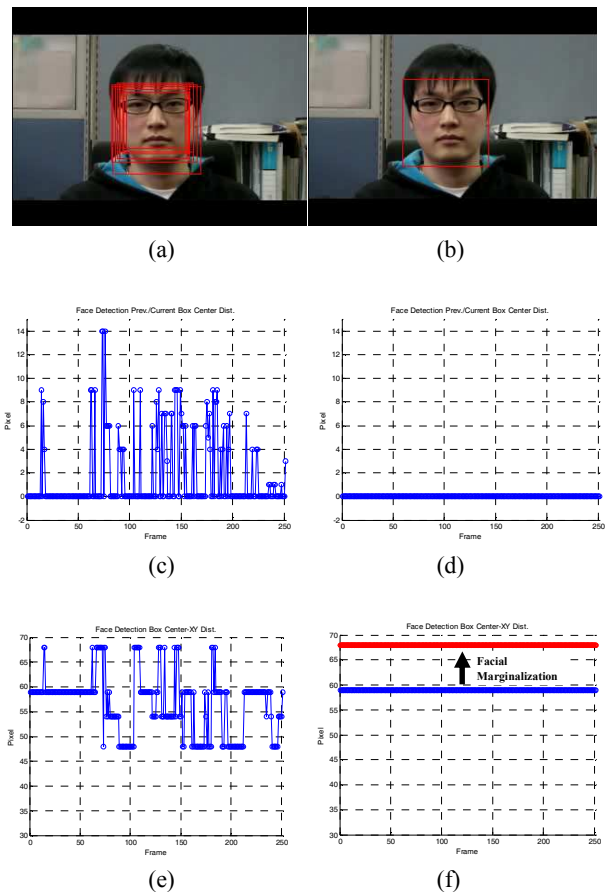 (a) (b)
Face Detection Prev./Current Box Center Dist.
14
12
10
8
6
4
2
0
-2
Pixel
0 50 100 150 200 250
Frame
(c)
Face Detection Prev./Current Box Center Dist.
14
12
10
8
6
4
2
0
-2
Pixel
0 50 100 150 200 250
Frame
(d)
Face Detection Box Center-XY Dist.
70
65
60
55
50
45
40
35
30
Pixel
0 50 100 150 200 250
Frame
(e)
Face Detection Box Center-XY Dist.
70
65
60
55
50
45
40
35
30
Pixel
Facial
Marginalization
0 50 100 150 200 250
Frame
(f)